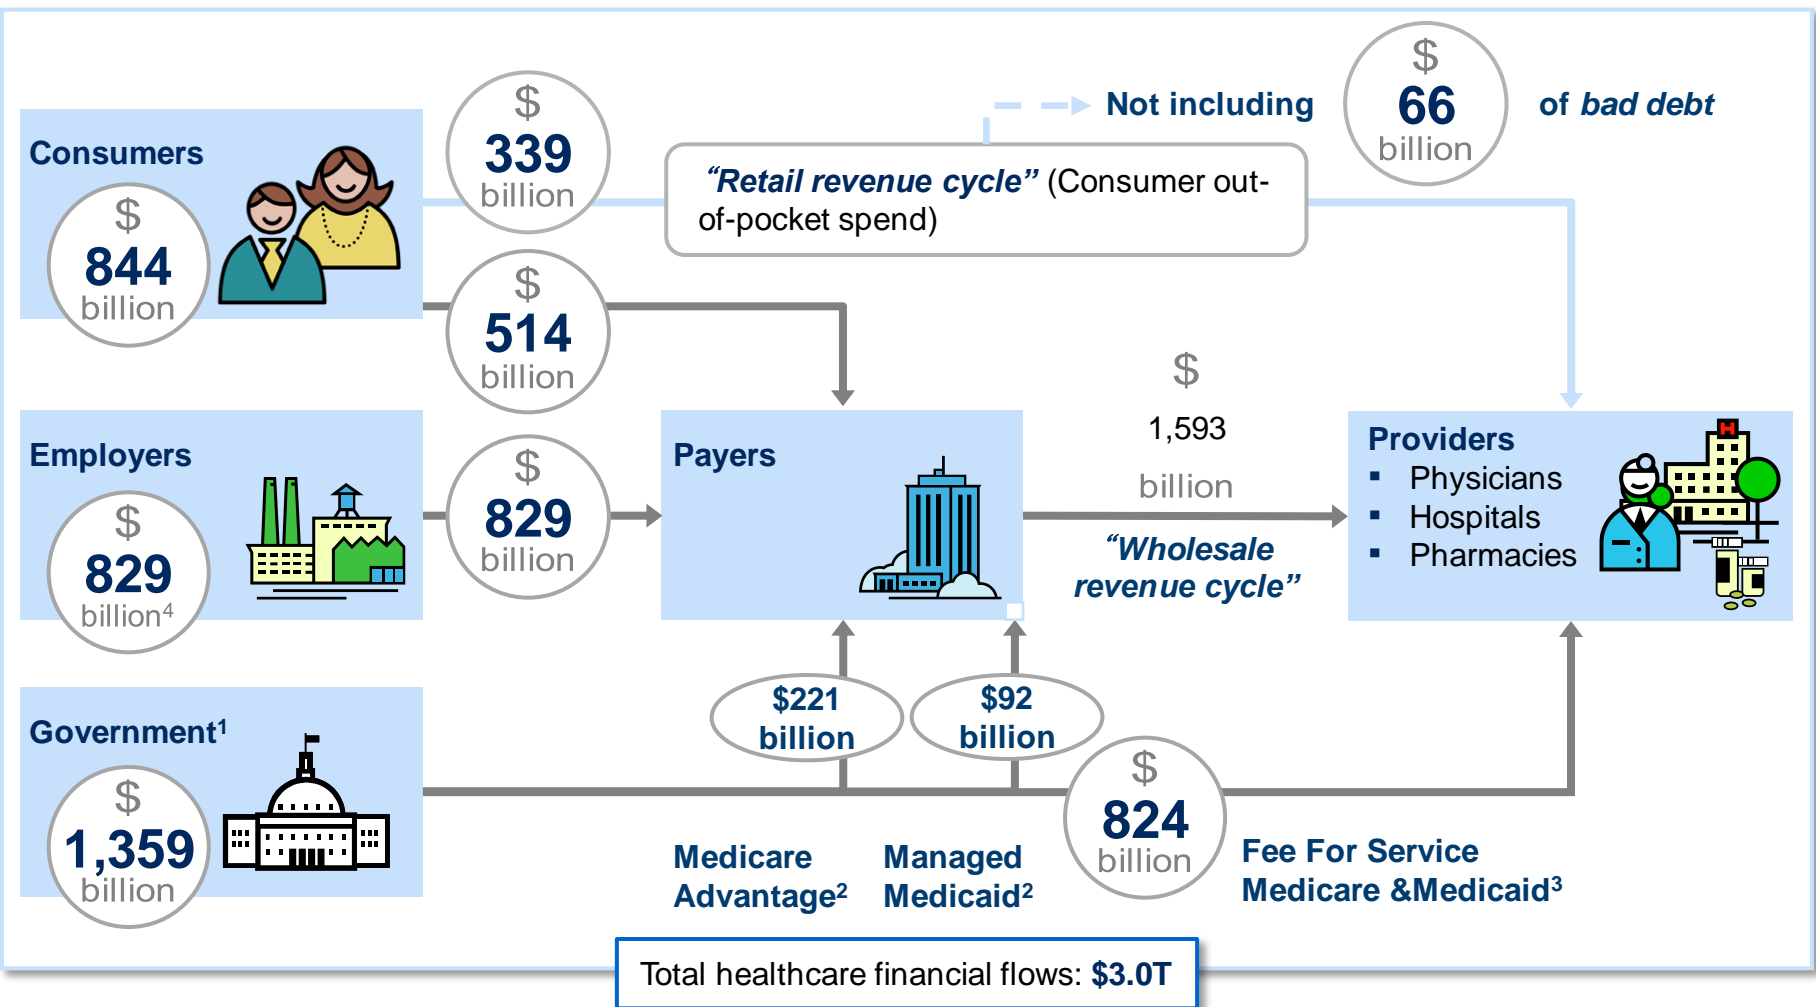 $
66
billion
Not including
of bad debt
Consumers
$
844
billion
$
339
billion
“Retail revenue cycle” (Consumer out-
of-pocket spend)
$
514
billion
Employers
$
829
billion4
$
829
billion
Payers
$
1,593
billion
“Wholesale
revenue cycle”
Providers
▪ Physicians
▪ Hospitals
▪ Pharmacies
H
Government1
$
1,359
billion
$221
billion
$92
billion
$
824
billion
Medicare
Advantage2
Managed
Medicaid2
Fee For Service
Medicare &Medicaid3
Total healthcare financial flows: $3.0T